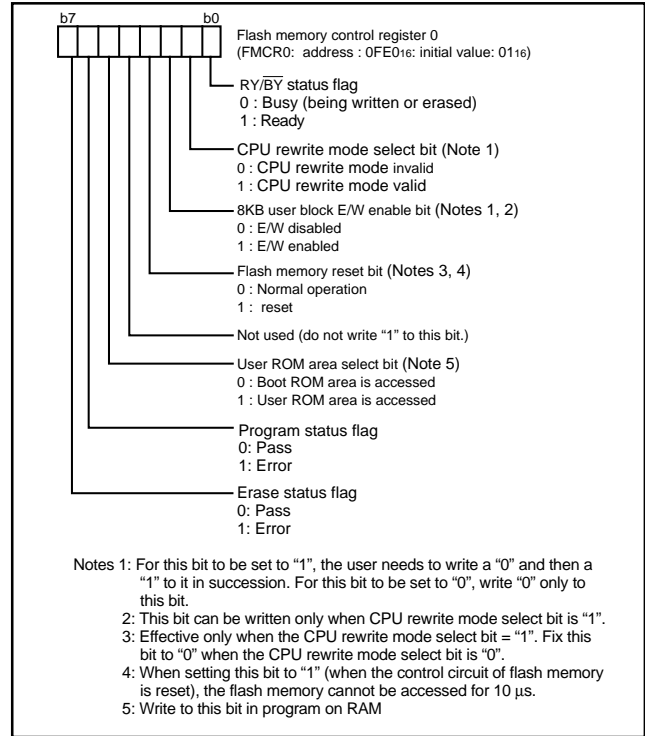 b7 b0
Flash memory control register 0
(FMCR0: address : 0FE016: initial value: 0116)
RY/BY status flag
0 : Busy (being written or erased)
1 : Ready
CPU rewrite mode select bit (Note 1)
0 : CPU rewrite mode invalid
1 : CPU rewrite mode valid
8KB user block E/W enable bit (Notes 1, 2)
0 : E/W disabled
1 : E/W enabled
Flash memory reset bit (Notes 3, 4)
0 : Normal operation
1 : reset
Not used (do not write “1” to this bit.)
User ROM area select bit (Note 5)
0 : Boot ROM area is accessed
1 : User ROM area is accessed
Program status flag
0: Pass
1: Error
Erase status flag
0: Pass
1: Error
Notes 1: For this bit to be set to “1”, the user needs to write a “0” and then a
“1” to it in succession. For this bit to be set to “0”, write “0” only to
this bit.
2: This bit can be written only when CPU rewrite mode select bit is “1”.
3: Effective only when the CPU rewrite mode select bit = “1”. Fix this
bit to “0” when the CPU rewrite mode select bit is “0”.
4: When setting this bit to “1” (when the control circuit of flash memory
is reset), the flash memory cannot be accessed for 10 μs.
5: Write to this bit in program on RAM